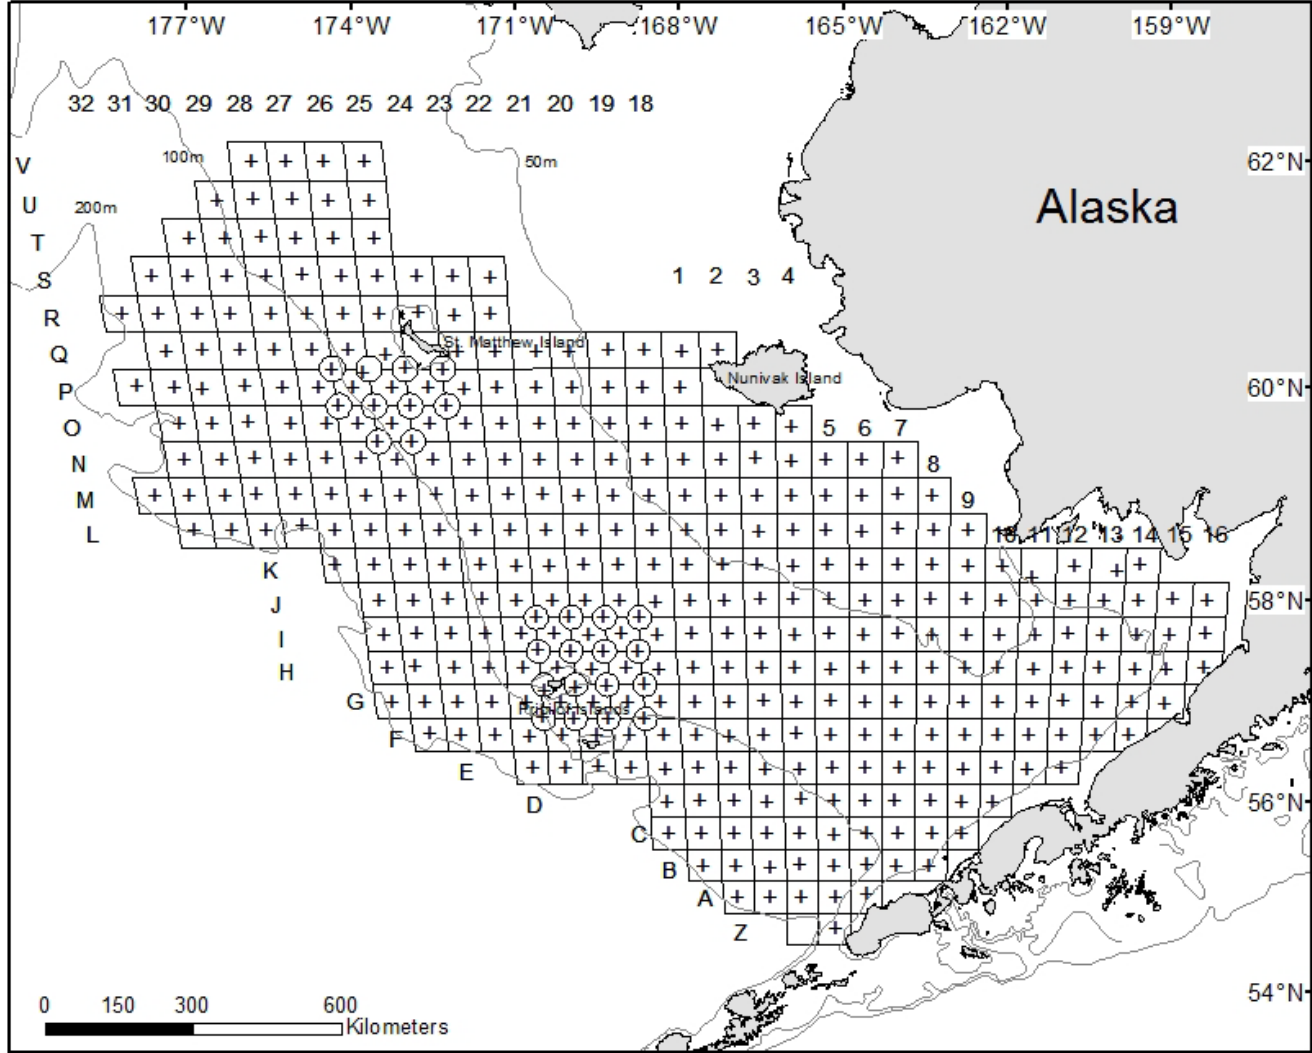 177°W 174°W 171°W 168°W 165°W 162°W 159°W
32 31 30 29 28 27 26 25 24 23 22 21 20 19 18
V
100m
50m
62°N
U
200m
Alaska
T
S
1 2 3 4
R
St. Matthew Island
Q
Nunivak Island
P
60°N
O
5 6 7
N
8
M
9
L
10 11 12 13 14 15 16
K
J
58°N
I
H
G
Pribilof Islands
F
E
D
56°N
C
B
A
Z
54°N
0 150 300 600
Kilometers